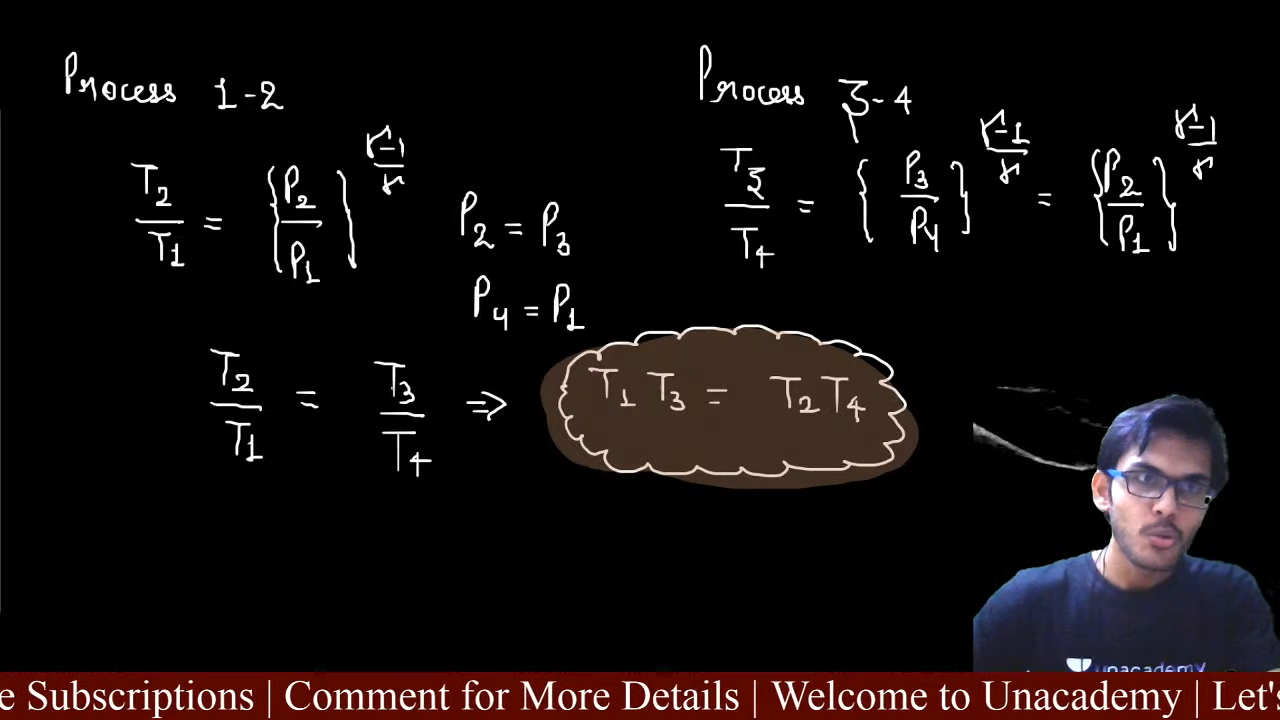 Process 1-2
T2/T1 = {P2/P1}^(γ-1)/γ
P2 = P3
P4 = P1
Process 3-4
T3/T4 = {P3/P4}^(γ-1)/γ = {P2/P1}^(γ-1)/γ
T2/T1 = T3/T4 ⇒ T1 T3 = T2 T4
unacademy
e Subscriptions | Comment for More Details | Welcome to Unacademy | Let's